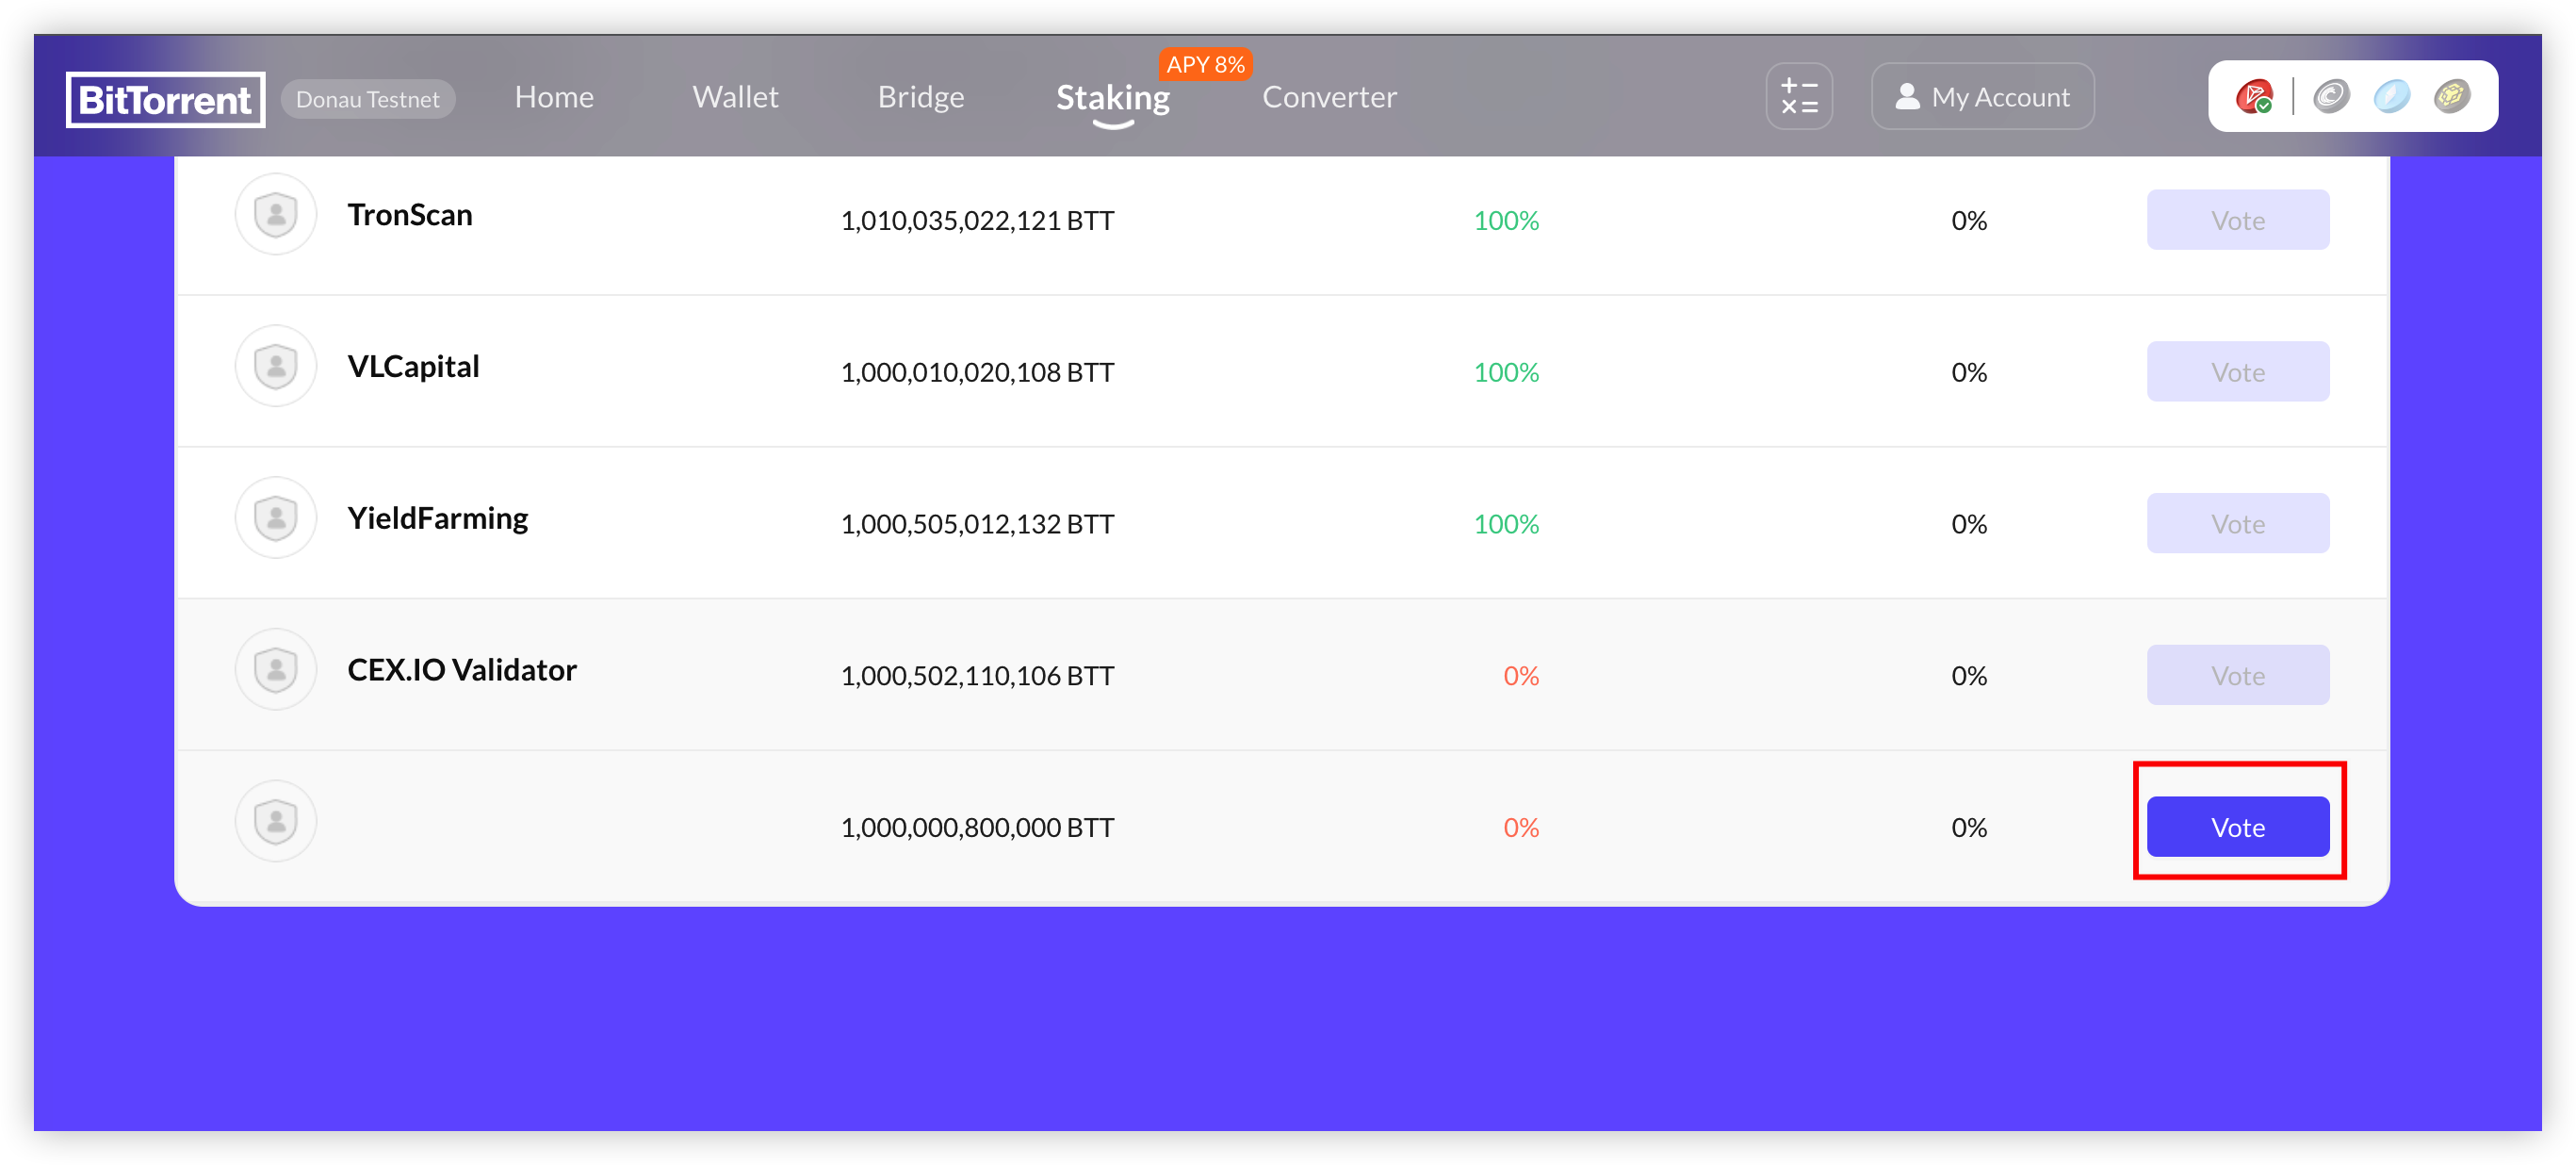 APY 8%
BitTorrent Donau Testnet Home Wallet Bridge Staking Converter My Account
TronScan 1,010,035,022,121 BTT 100% 0% Vote
VLCapital 1,000,010,020,108 BTT 100% 0% Vote
YieldFarming 1,000,505,012,132 BTT 100% 0% Vote
CEX.IO Validator 1,000,502,110,106 BTT 0% 0% Vote
1,000,000,800,000 BTT 0% 0% Vote